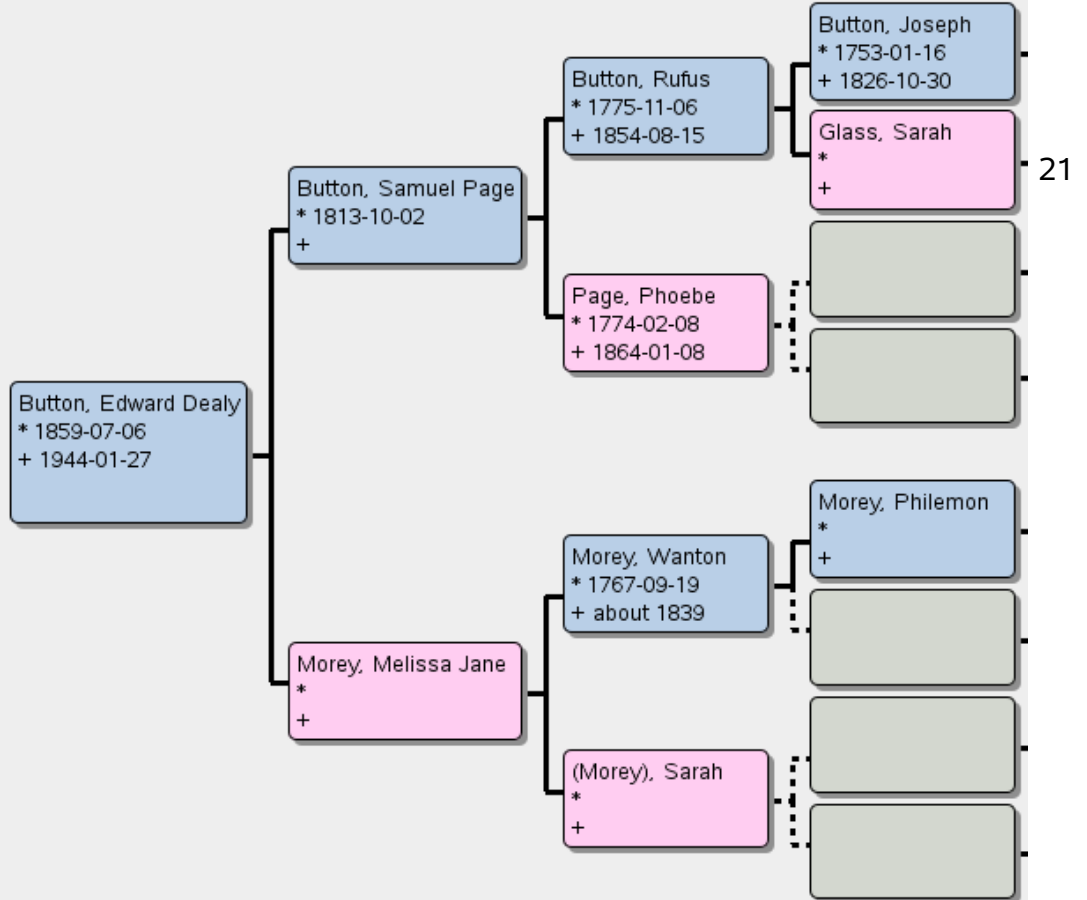 Button, Joseph
* 1753-01-16
+ 1826-10-30
Button, Rufus
* 1775-11-06
+ 1854-08-15
Glass, Sarah
*
+
21
Button, Samuel Page
* 1813-10-02
+
Page, Phoebe
* 1774-02-08
+ 1864-01-08
Button, Edward Dealy
* 1859-07-06
+ 1944-01-27
Morey, Philemon
*
+
Morey, Wanton
* 1767-09-19
+ about 1839
Morey, Melissa Jane
*
+
(Morey), Sarah
*
+